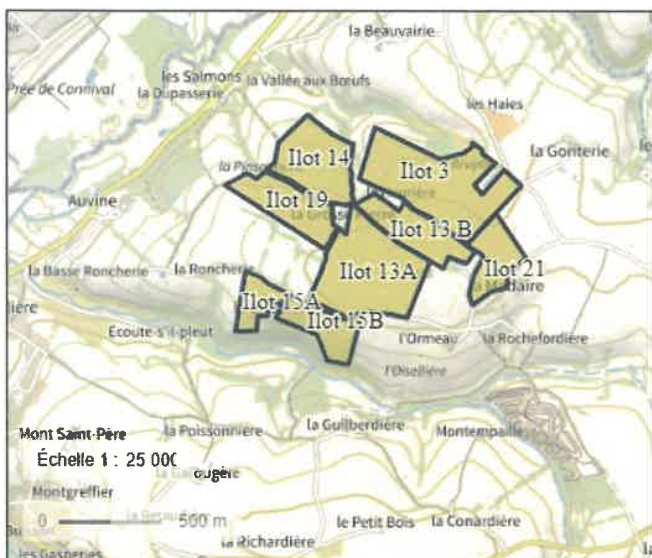 la Beauvairie
les Salmons
la Vallée aux Bœufs
Prée de Connival
la Dupasserie
les Haies
Ilot 14
Ilot 3
la Gonterie
Auvine
Ilot 19
Ilot 13 B
la Basse Roncherie
la Roncherie
Ilot 13A
Ilot 21
Ilot 15A
Ilot 15B
Écoute-s'il-pleut
l'Ormeau
la Rochefordière
l'Oisellière
Mont Saint-Père
la Poissonnière
la Guilberdière
Montempaille
Échelle 1 : 25 000
Montgreffier
0
500 m
le Petit Bois
la Conardière
la Richardière